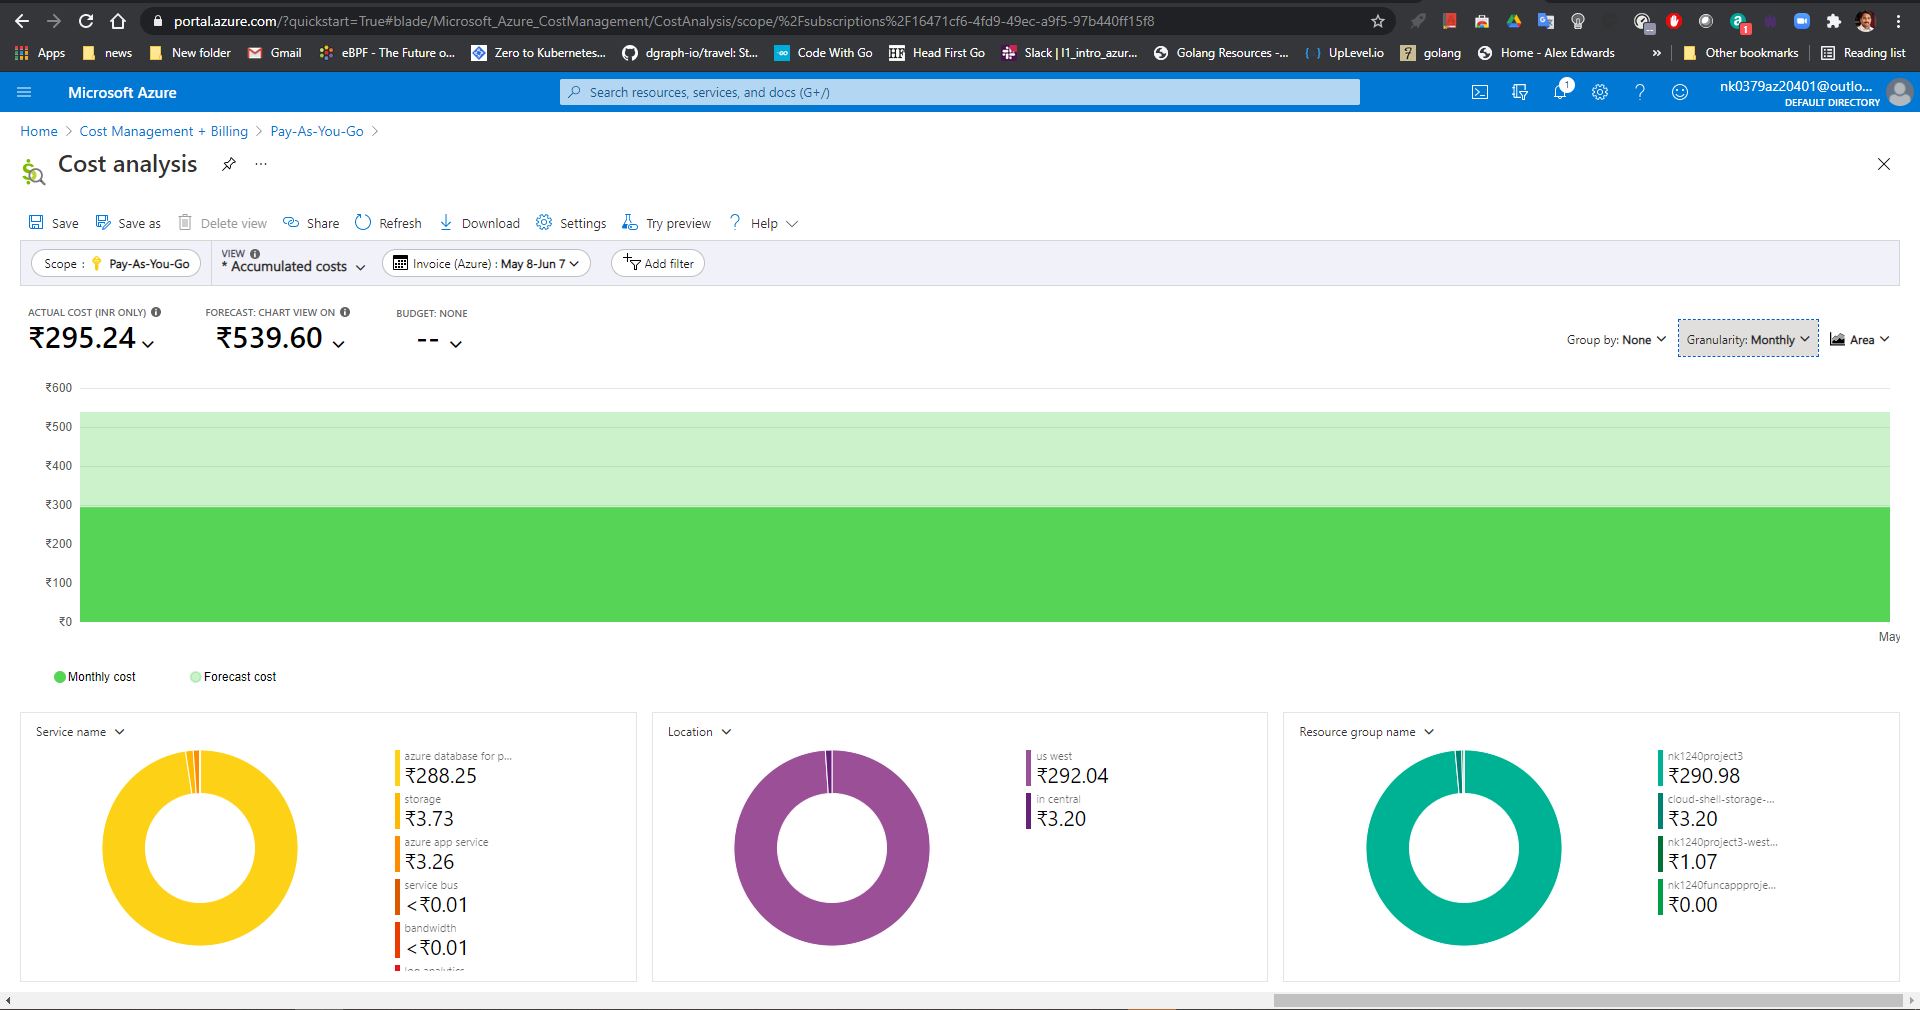 portal.azure.com/?quickstart=True#blade/Microsoft_Azure_CostManagement/CostAnalysis/scope/%2Fsubscriptions%2F16471cf6-4fd9-49ec-a9f5-97b440ff15f8
Apps news New folder Gmail eBPF - The Future o... Zero to Kubernetes... dgraph-io/travel: St... Code With Go Head First Go Slack | l1_intro_azur... Golang Resources -... UpLevel.io golang Home - Alex Edwards » Other bookmarks Reading list
Microsoft Azure
Search resources, services, and docs (G+/)
1
nk0379az20401@outlo...
DEFAULT DIRECTORY
Home > Cost Management + Billing > Pay-As-You-Go >
Cost analysis
Save Save as Delete view Share Refresh Download Settings Try preview ? Help
Scope : Pay-As-You-Go
VIEW
* Accumulated costs
Invoice (Azure) : May 8-Jun 7
Add filter
ACTUAL COST (INR ONLY)
₹295.24
FORECAST: CHART VIEW ON
₹539.60
BUDGET: NONE
--
Group by: None
Granularity: Monthly
Area
₹600
₹500
₹400
₹300
₹200
₹100
₹0
May
Monthly cost Forecast cost
Service name
azure database for p...
₹288.25
storage
₹3.73
azure app service
₹3.26
service bus
<₹0.01
bandwidth
<₹0.01
Location
us west
₹292.04
in central
₹3.20
Resource group name
nk1240project3
₹290.98
cloud-shell-storage-...
₹3.20
nk1240project3-west...
₹1.07
nk1240funcappproje...
₹0.00